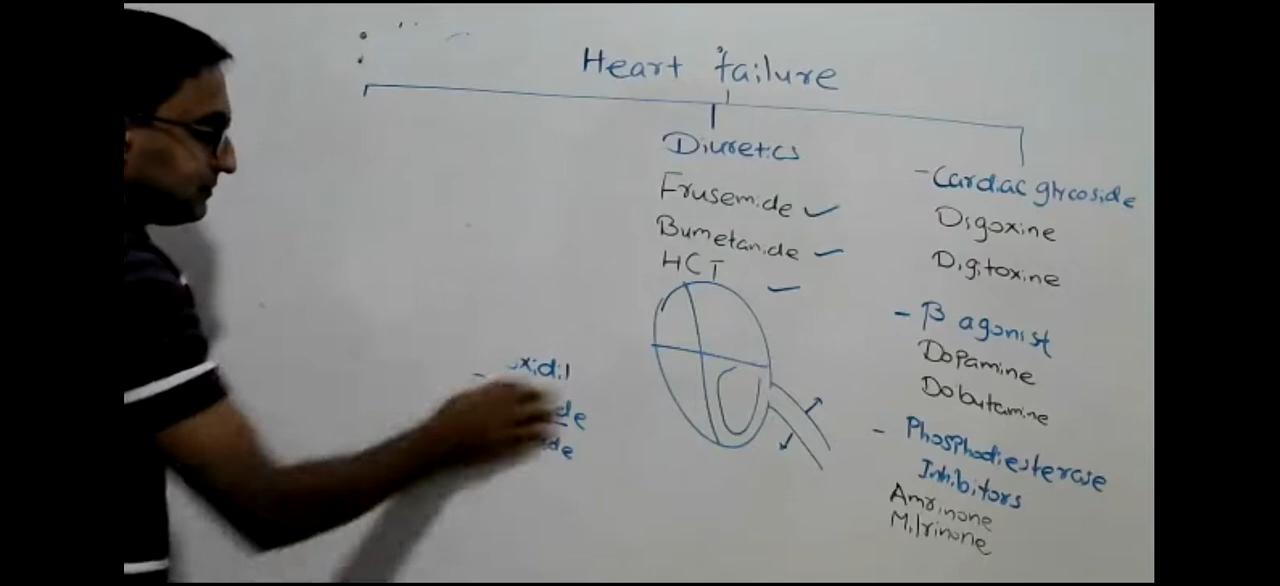 Heart failure
Diuretics
Frusemide
Bumetanide
HCT
- Cardiac glycoside
Digoxine
Digitoxine
- β agonist
Dopamine
Dobutamine
- Phosphodiesterase
Inhibitors
Amrinone
Milrinone